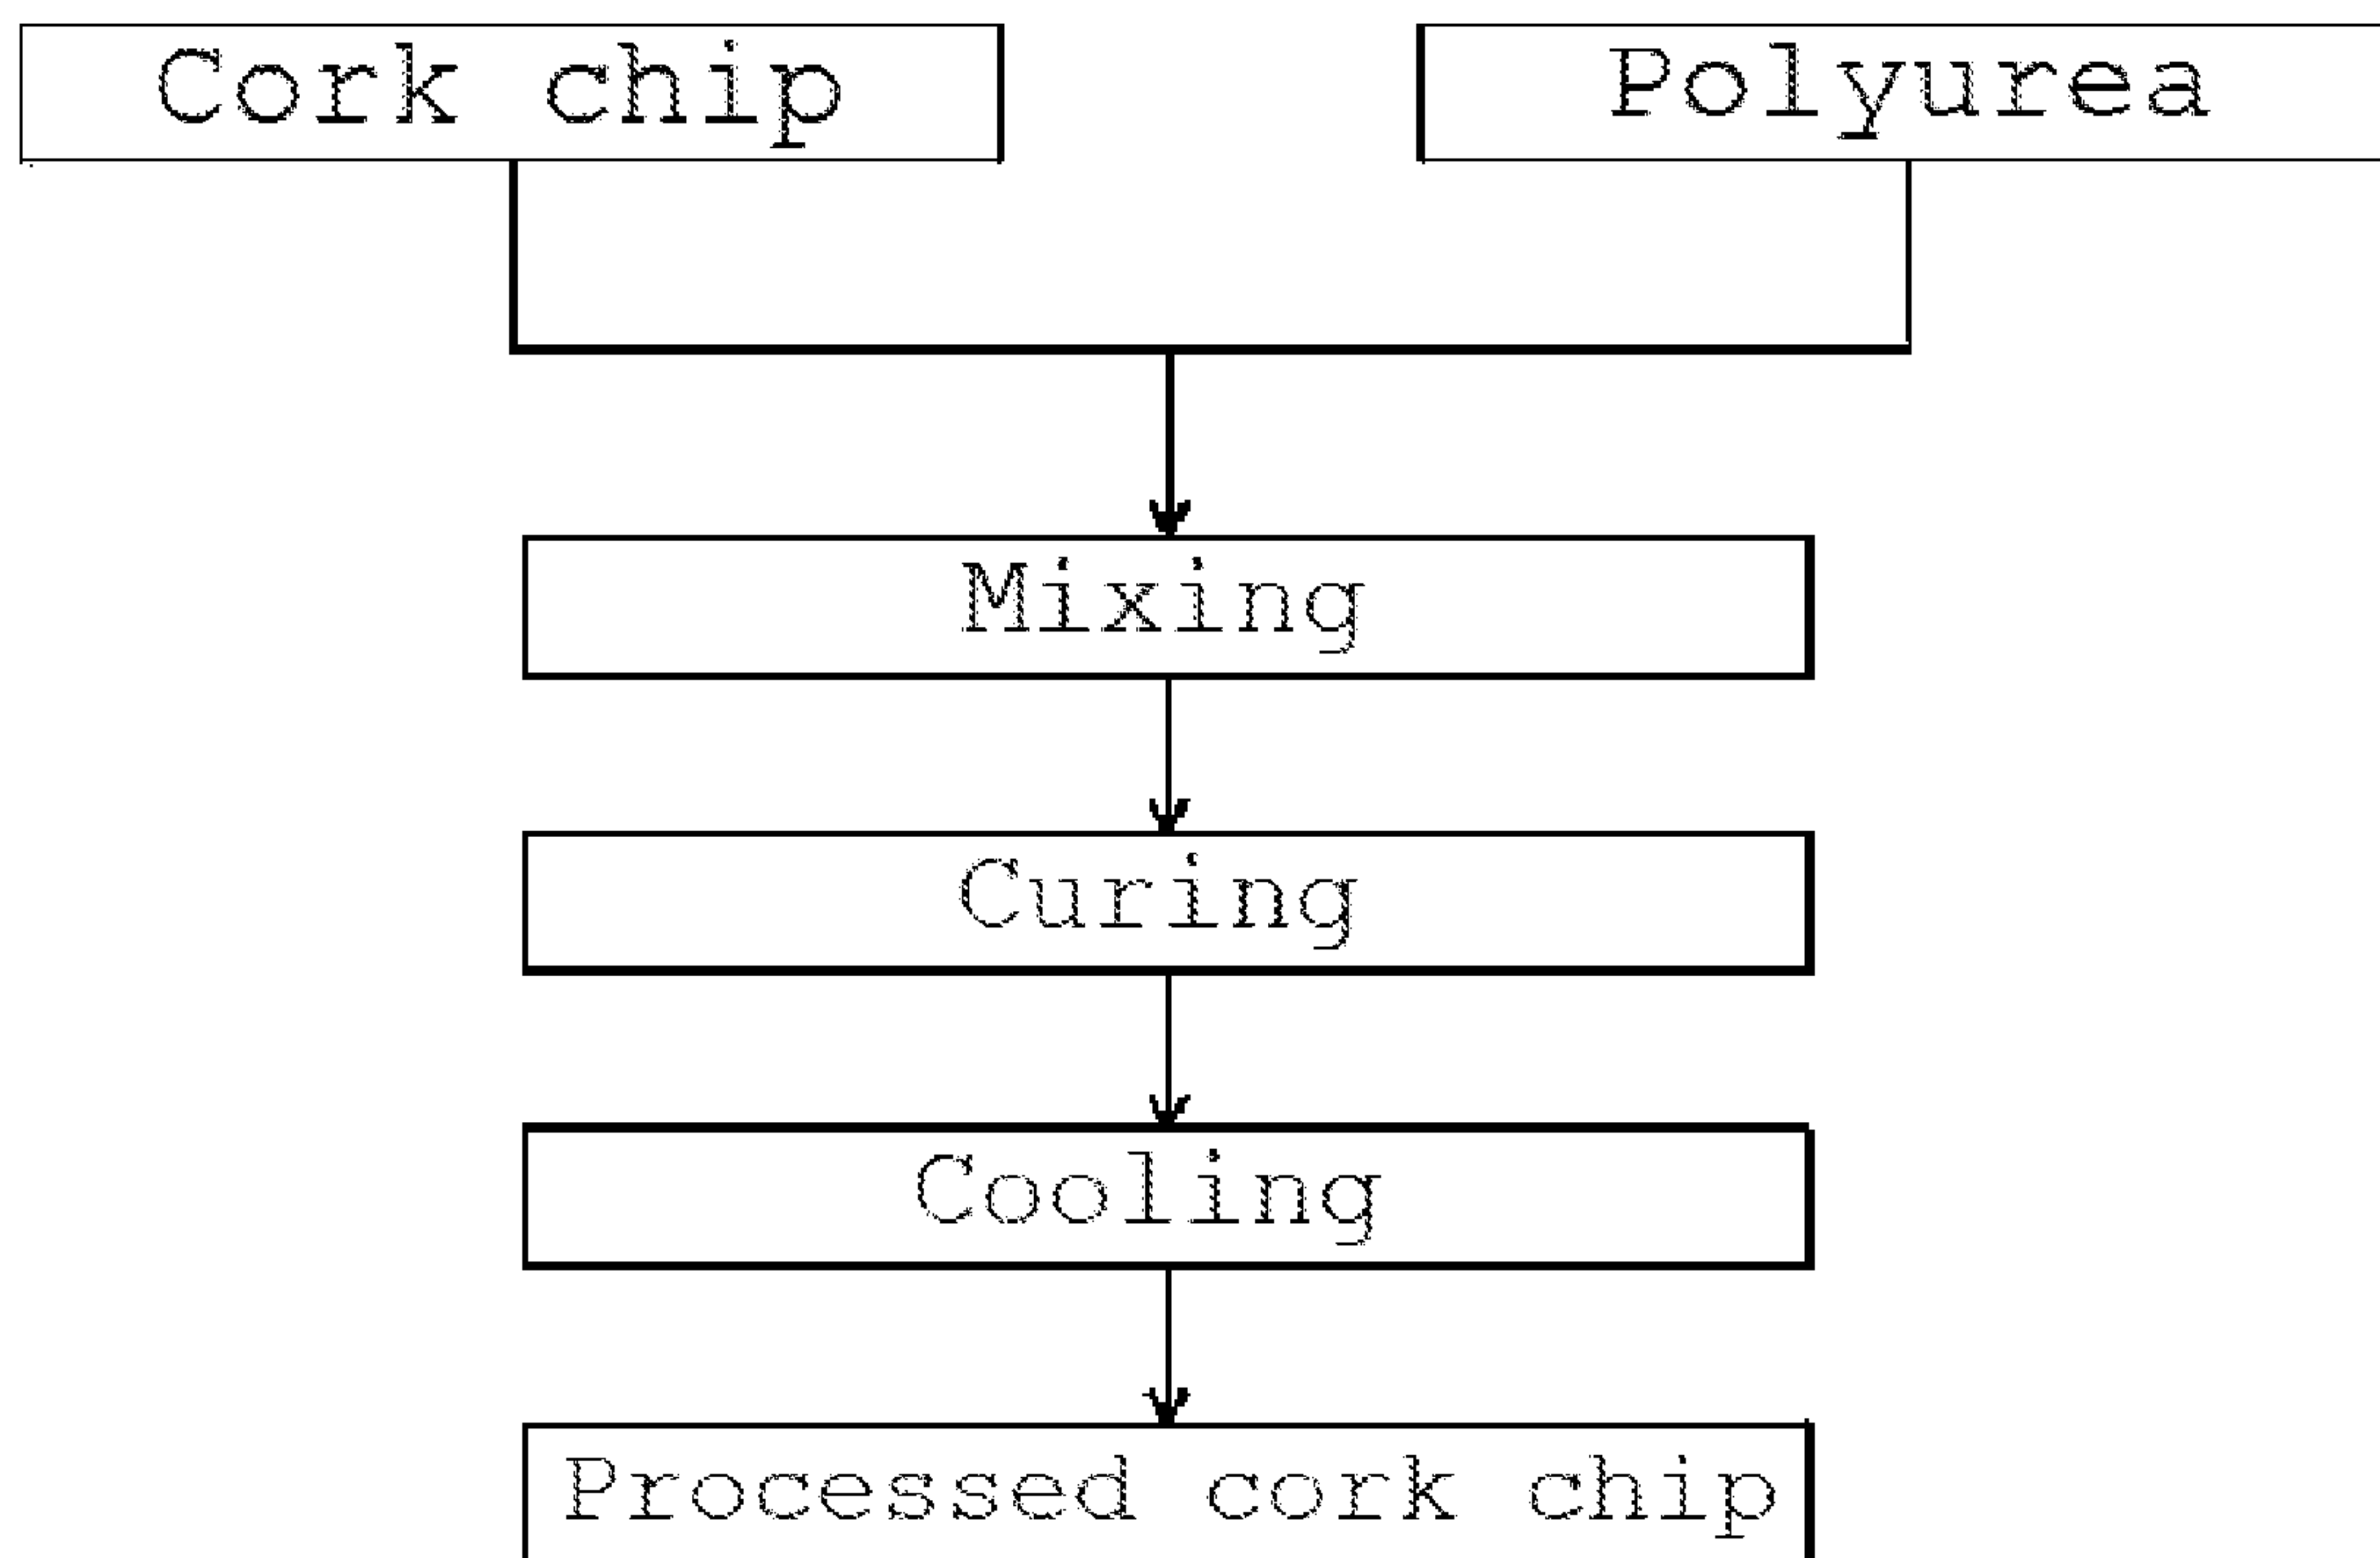 Cork chip
Polyurea
Mixing
Curing
Cooling
Processed cork chip